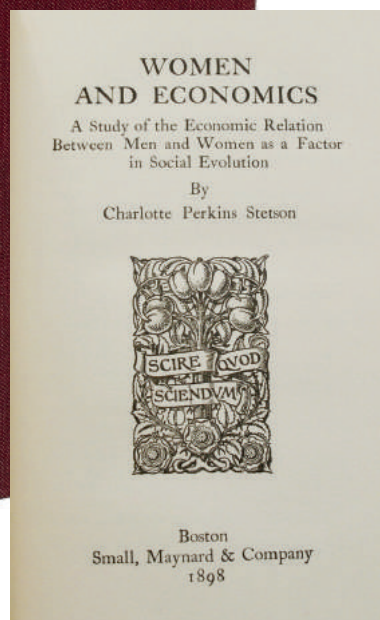 WOMEN
AND ECONOMICS
A Study of the Economic Relation
Between Men and Women as a Factor
in Social Evolution
By
Charlotte Perkins Stetson
SCIRE QVOD
SCIENDVM
Boston
Small, Maynard & Company
1898